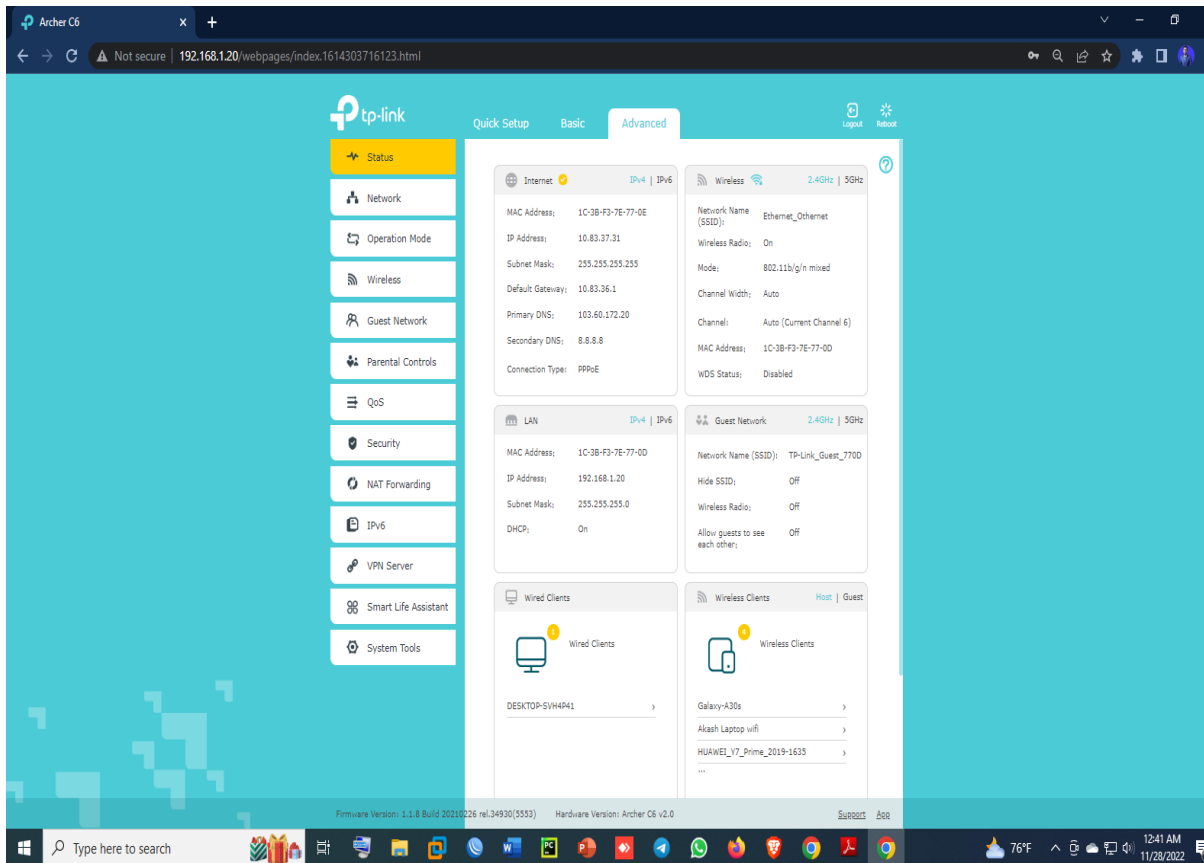 Archer C6
Not secure | 192.168.1.20/webpages/index.1614303716123.html
tp-link
Quick Setup Basic Advanced
Logout Reboot
Status
Network
Operation Mode
Wireless
Guest Network
Parental Controls
QoS
Security
NAT Forwarding
IPv6
VPN Server
Smart Life Assistant
System Tools
Internet IPv4 | IPv6
MAC Address: 1C-3B-F3-7E-77-0E
IP Address: 10.83.37.31
Subnet Mask: 255.255.255.255
Default Gateway: 10.83.36.1
Primary DNS: 103.60.172.20
Secondary DNS: 8.8.8.8
Connection Type: PPPoE
Wireless 2.4GHz | 5GHz
Network Name
(SSID): Ethernet_Othernet
Wireless Radio: On
Mode: 802.11b/g/n mixed
Channel Width: Auto
Channel: Auto (Current Channel 6)
MAC Address: 1C-3B-F3-7E-77-0D
WDS Status: Disabled
LAN IPv4 | IPv6
MAC Address: 1C-3B-F3-7E-77-0D
IP Address: 192.168.1.20
Subnet Mask: 255.255.255.0
DHCP: On
Guest Network 2.4GHz | 5GHz
Network Name (SSID): TP-Link_Guest_770D
Hide SSID: Off
Wireless Radio: Off
Allow guests to see Off
each other:
Wired Clients
1
Wired Clients
DESKTOP-SVH4P41
Wireless Clients Host | Guest
4
Wireless Clients
Galaxy-A30s
Akash Laptop wifi
HUAWEI_Y7_Prime_2019-1635
...
Firmware Version: 1.1.8 Build 20210226 rel.34930(5553) Hardware Version: Archer C6 v2.0 Support App
Type here to search
76°F
12:41 AM
11/28/2022